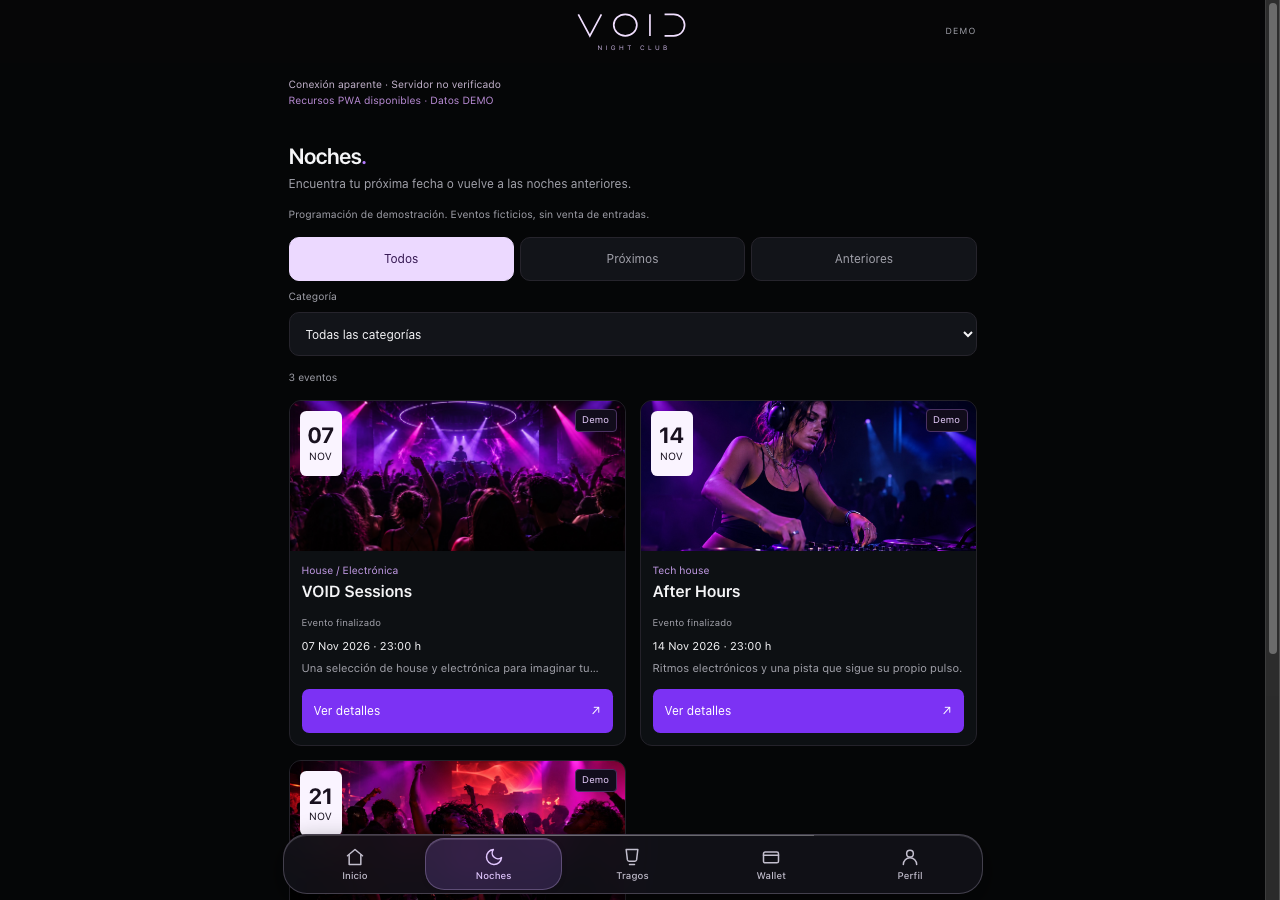 VOID
NIGHT CLUB
DEMO
Conexión aparente · Servidor no verificado
Recursos PWA disponibles · Datos DEMO
Noches.
Encuentra tu próxima fecha o vuelve a las noches anteriores.
Programación de demostración. Eventos ficticios, sin venta de entradas.
Todos
Próximos
Anteriores
Categoría
Todas las categorías
3 eventos
07
NOV
Demo
House / Electrónica
VOID Sessions
Evento finalizado
07 Nov 2026 · 23:00 h
Una selección de house y electrónica para imaginar tu...
Ver detalles ↗
14
NOV
Demo
Tech house
After Hours
Evento finalizado
14 Nov 2026 · 23:00 h
Ritmos electrónicos y una pista que sigue su propio pulso.
Ver detalles ↗
21
NOV
Demo
Inicio
Noches
Tragos
Wallet
Perfil